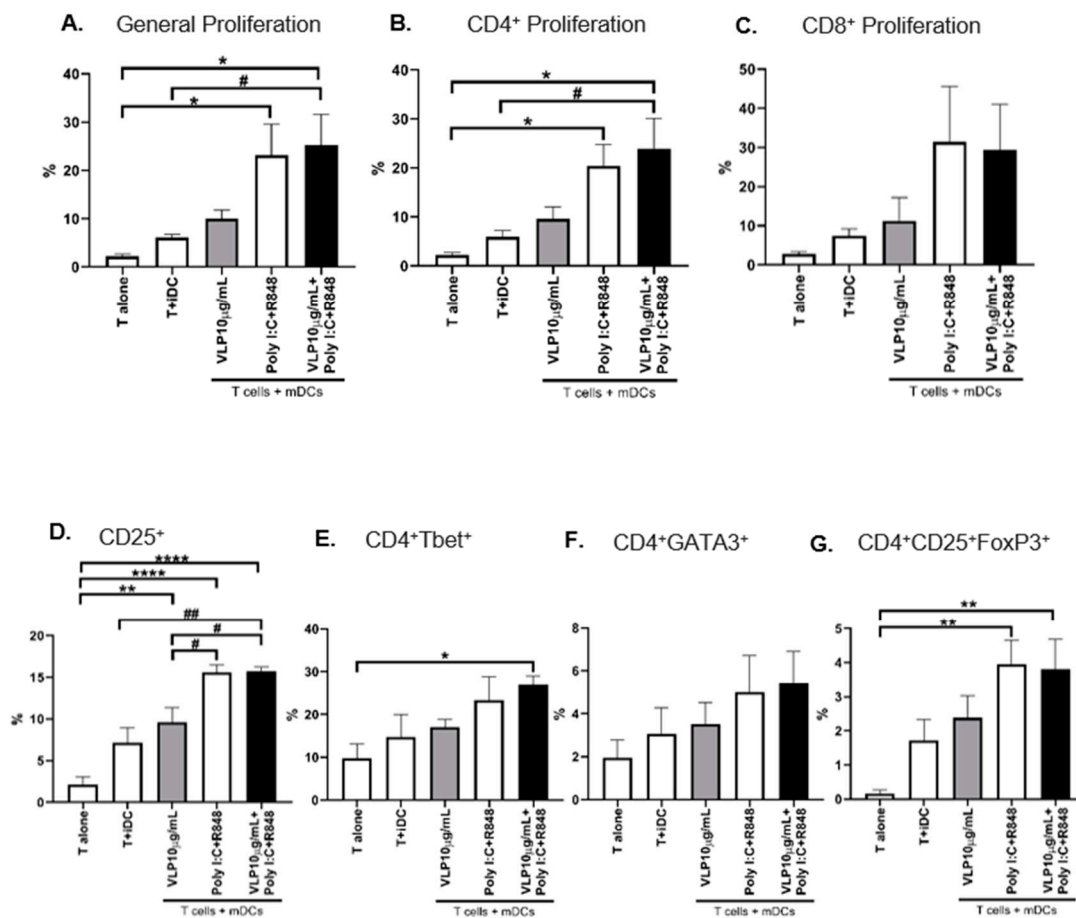 A. General Proliferation
*
#
*
40
30
20
10
0
%
T alone
T+iDC
VLP10µg/mL
Poly I:C+R848
VLP10µg/mL+
Poly I:C+R848
T cells + mDCs
B. CD4⁺ Proliferation
*
#
*
40
30
20
10
0
%
T alone
T+iDC
VLP10µg/mL
Poly I:C+R848
VLP10µg/mL+
Poly I:C+R848
T cells + mDCs
C. CD8⁺ Proliferation
50
40
30
20
10
0
%
T alone
T+iDC
VLP10µg/mL
Poly I:C+R848
VLP10µg/mL+
Poly I:C+R848
T cells + mDCs
D. CD25⁺
****
****
**
##
#
#
20
15
10
5
0
%
T alone
T+iDC
VLP10µg/mL
Poly I:C+R848
VLP10µg/mL+
Poly I:C+R848
T cells + mDCs
E. CD4⁺Tbet⁺
*
40
30
20
10
0
%
T alone
T+iDC
VLP10µg/mL
Poly I:C+R848
VLP10µg/mL+
Poly I:C+R848
T cells + mDCs
F. CD4⁺GATA3⁺
8
6
4
2
0
%
T alone
T+iDC
VLP10µg/mL
Poly I:C+R848
VLP10µg/mL+
Poly I:C+R848
T cells + mDCs
G. CD4⁺CD25⁺FoxP3⁺
**
**
5
4
3
2
1
0
%
T alone
T+iDC
VLP10µg/mL
Poly I:C+R848
VLP10µg/mL+
Poly I:C+R848
T cells + mDCs